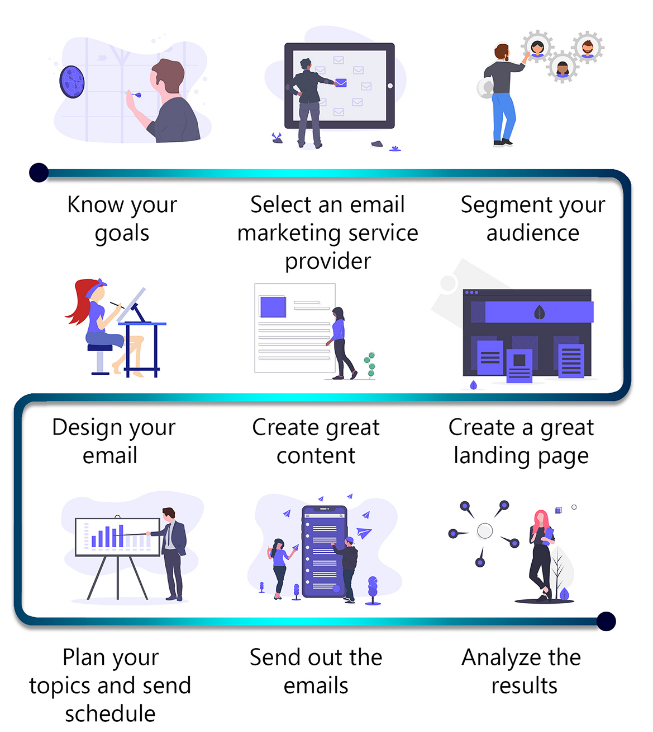 Know your
goals
Select an email
marketing service
provider
Segment your
audience
Design your
email
Create great
content
Create a great
landing page
Plan your
topics and send
schedule
Send out the
emails
Analyze the
results